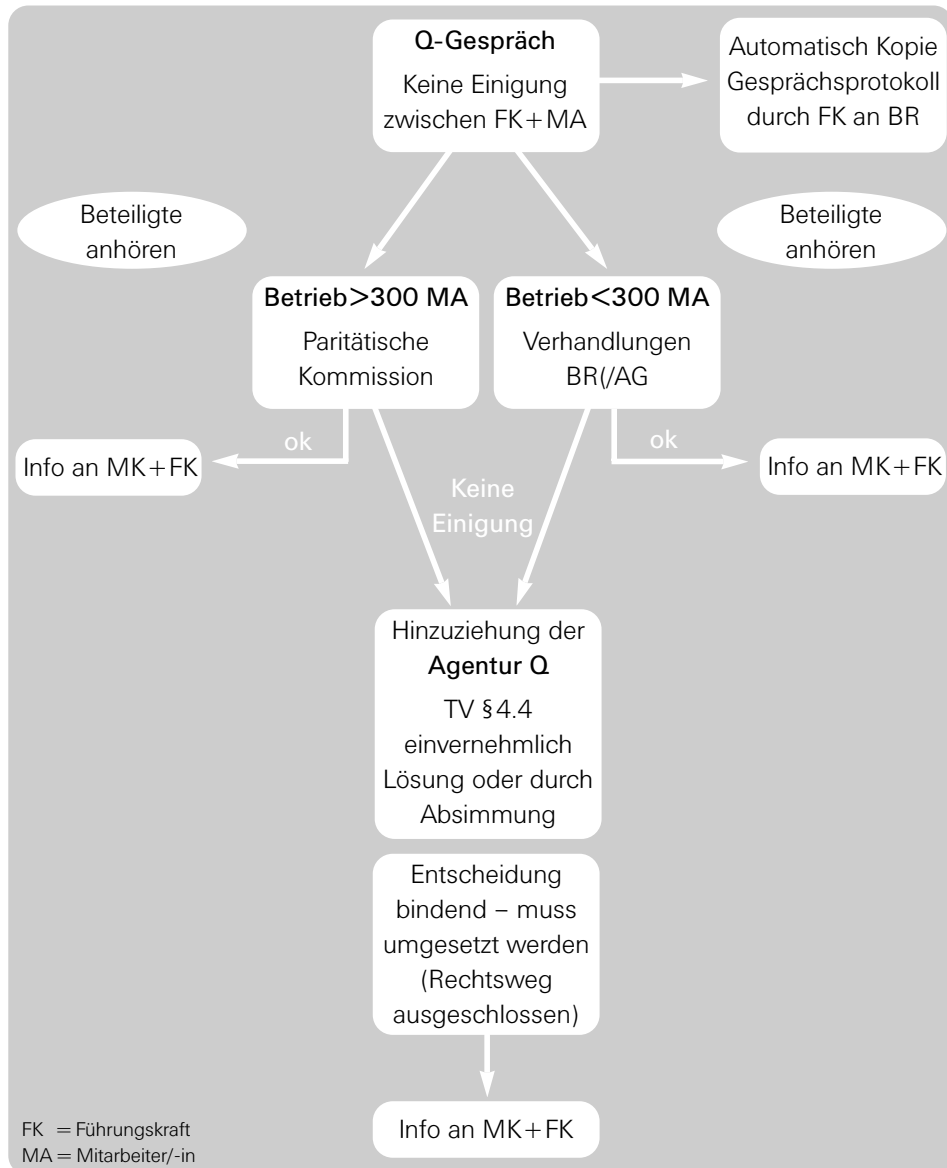 Q-Gespräch
Keine Einigung
zwischen FK+MA
Automatisch Kopie
Gesprächsprotokoll
durch FK an BR
Beteiligte
anhören
Beteiligte
anhören
Betrieb>300 MA
Paritätische
Kommission
Betrieb<300 MA
Verhandlungen
BR(/AG
ok
Info an MK+FK
ok
Info an MK+FK
Keine
Einigung
Hinzuziehung der
Agentur Q
TV §4.4
einvernehmlich
Lösung oder durch
Absimmung
Entscheidung
bindend – muss
umgesetzt werden
(Rechtsweg
ausgeschlossen)
Info an MK+FK
FK = Führungskraft
MA = Mitarbeiter/-in